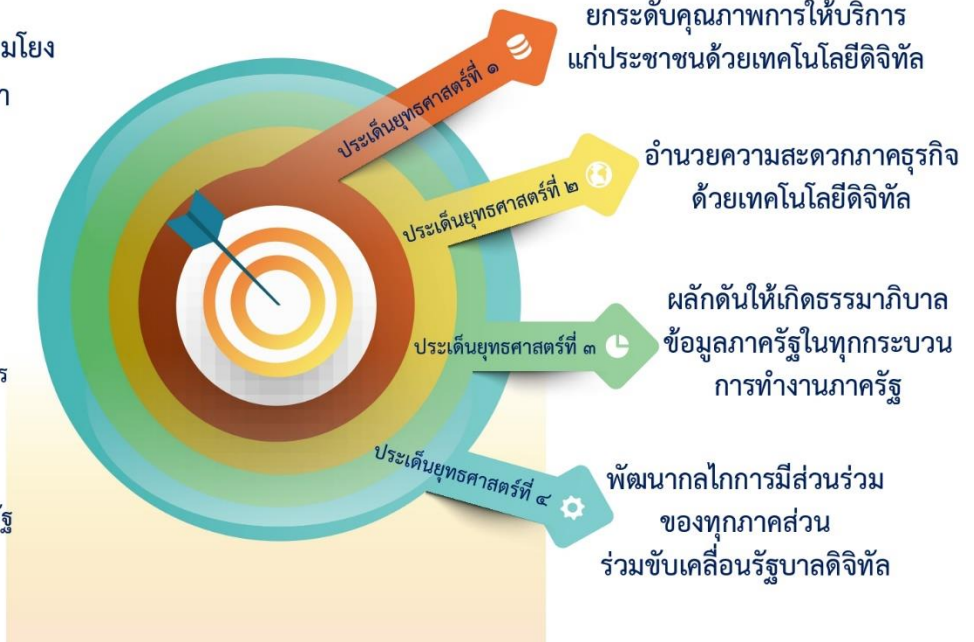 มโยง
ประเด็นยุทธศาสตร์ที่ ๑
ยกระดับคุณภาพการให้บริการ
แก่ประชาชนด้วยเทคโนโลยีดิจิทัล
ประเด็นยุทธศาสตร์ที่ ๒
อำนวยความสะดวกภาคธุรกิจ
ด้วยเทคโนโลยีดิจิทัล
ประเด็นยุทธศาสตร์ที่ ๓
ผลักดันให้เกิดธรรมาภิบาล
ข้อมูลภาครัฐในทุกกระบวน
การทำงานภาครัฐ
ประเด็นยุทธศาสตร์ที่ ๔
พัฒนากลไกการมีส่วนร่วม
ของทุกภาคส่วน
ร่วมขับเคลื่อนรัฐบาลดิจิทัล